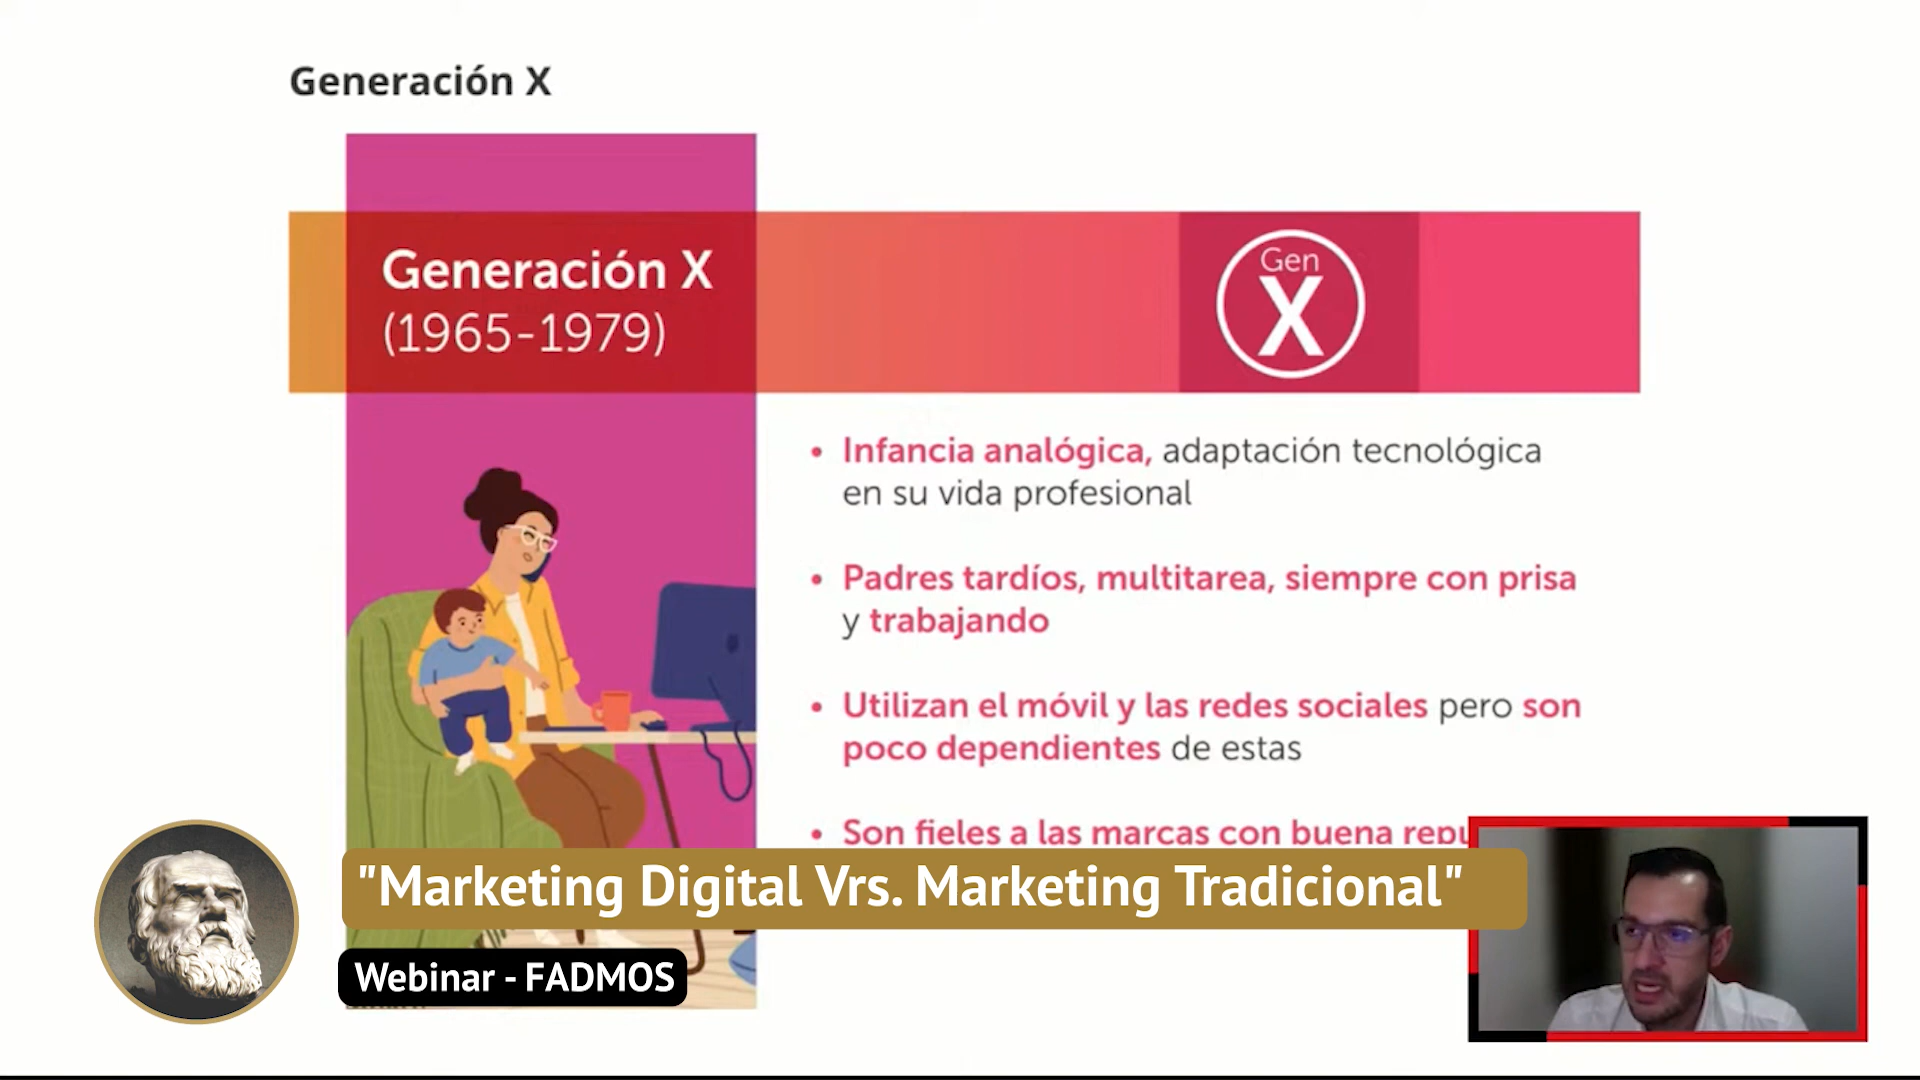 Generación X
Generación X
(1965-1979)
Gen
X
• Infancia analógica, adaptación tecnológica
en su vida profesional
• Padres tardíos, multitarea, siempre con prisa
y trabajando
• Utilizan el móvil y las redes sociales pero son
poco dependientes de estas
• Son fieles a las marcas con buena repu
"Marketing Digital Vrs. Marketing Tradicional"
Webinar - FADMOS